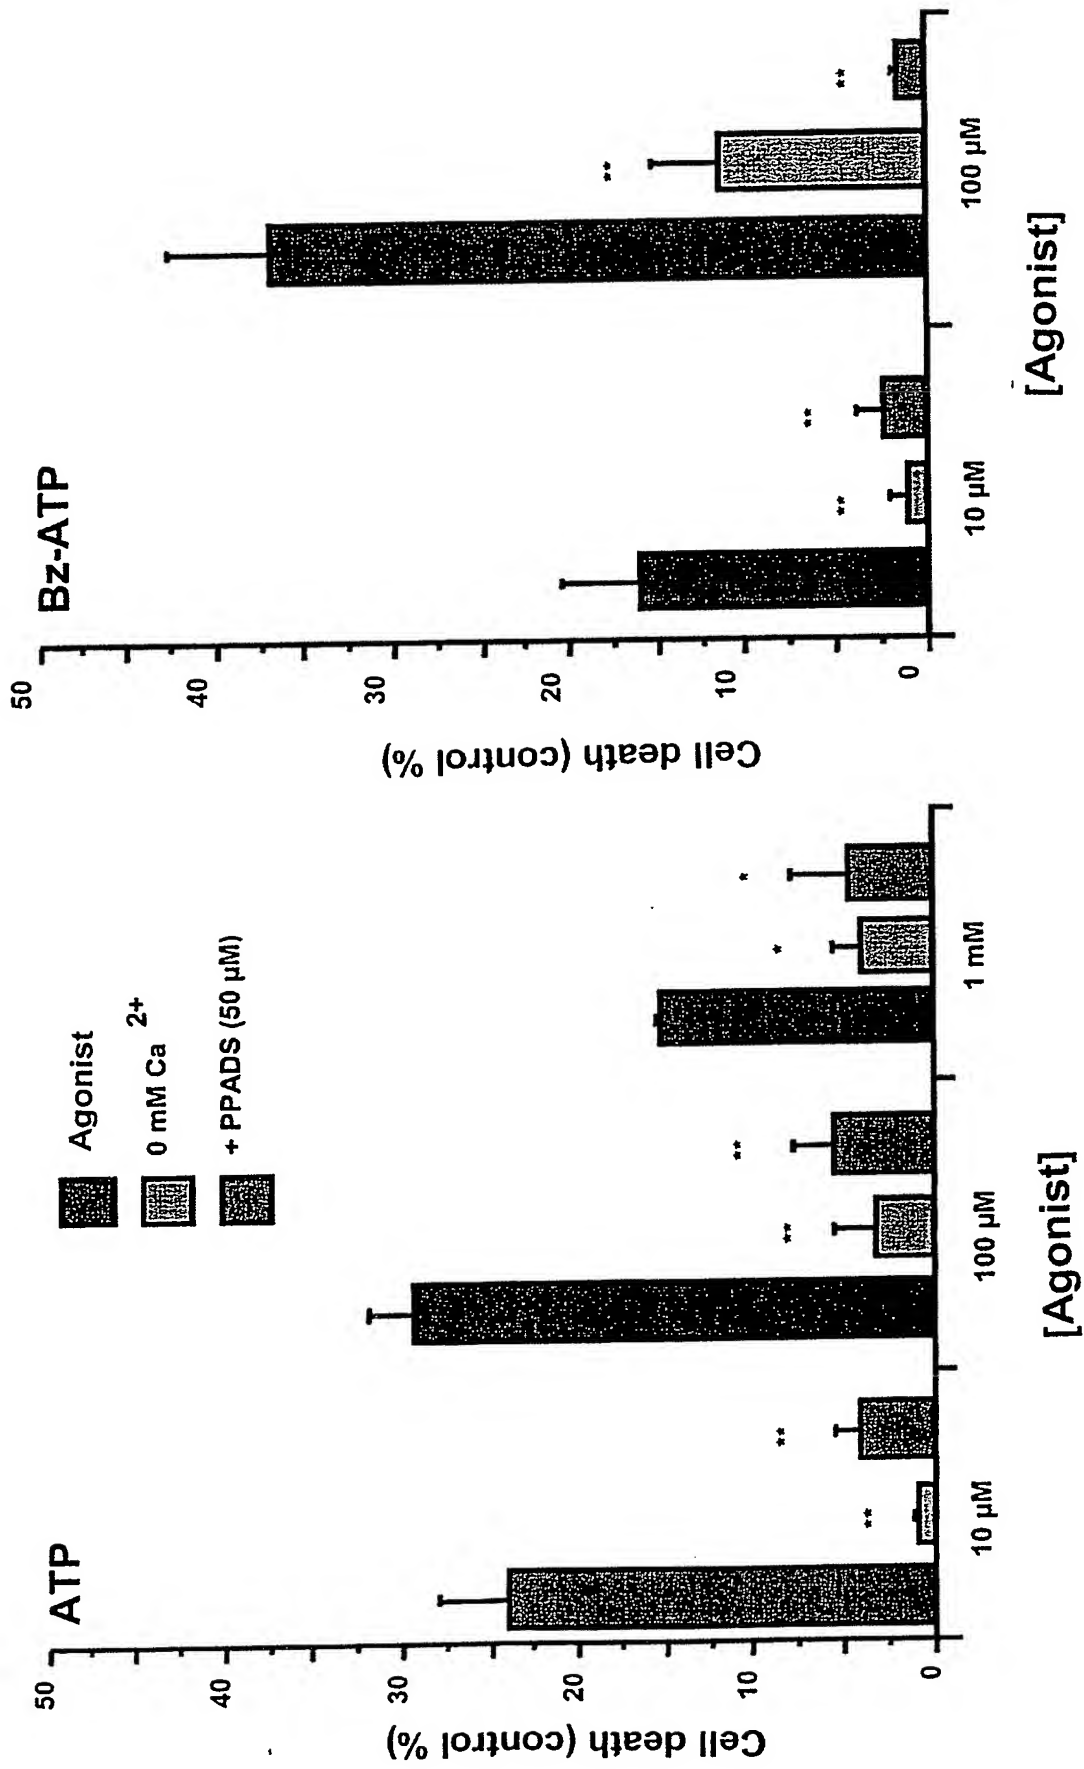 ATP
Agonist
0 mM Ca 2+
+ PPADS (50 µM)
Cell death (control %)
50
40
30
20
10
0
**
**
**
**
*
*
10 µM
100 µM
1 mM
[Agonist]
Bz-ATP
Cell death (control %)
50
40
30
20
10
0
**
**
**
**
10 µM
100 µM
[Agonist]